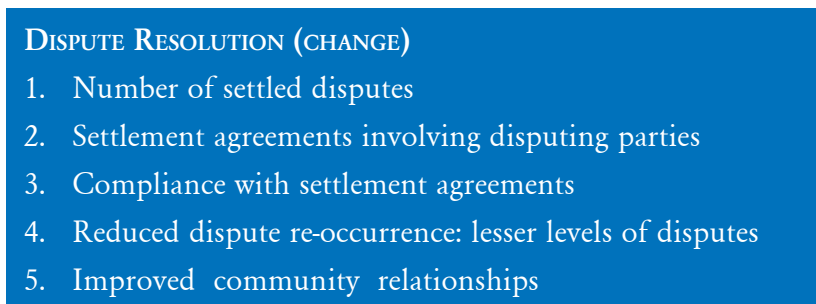 DISPUTE RESOLUTION (CHANGE)
1. Number of settled disputes
2. Settlement agreements involving disputing parties
3. Compliance with settlement agreements
4. Reduced dispute re-occurrence: lesser levels of disputes
5. Improved community relationships